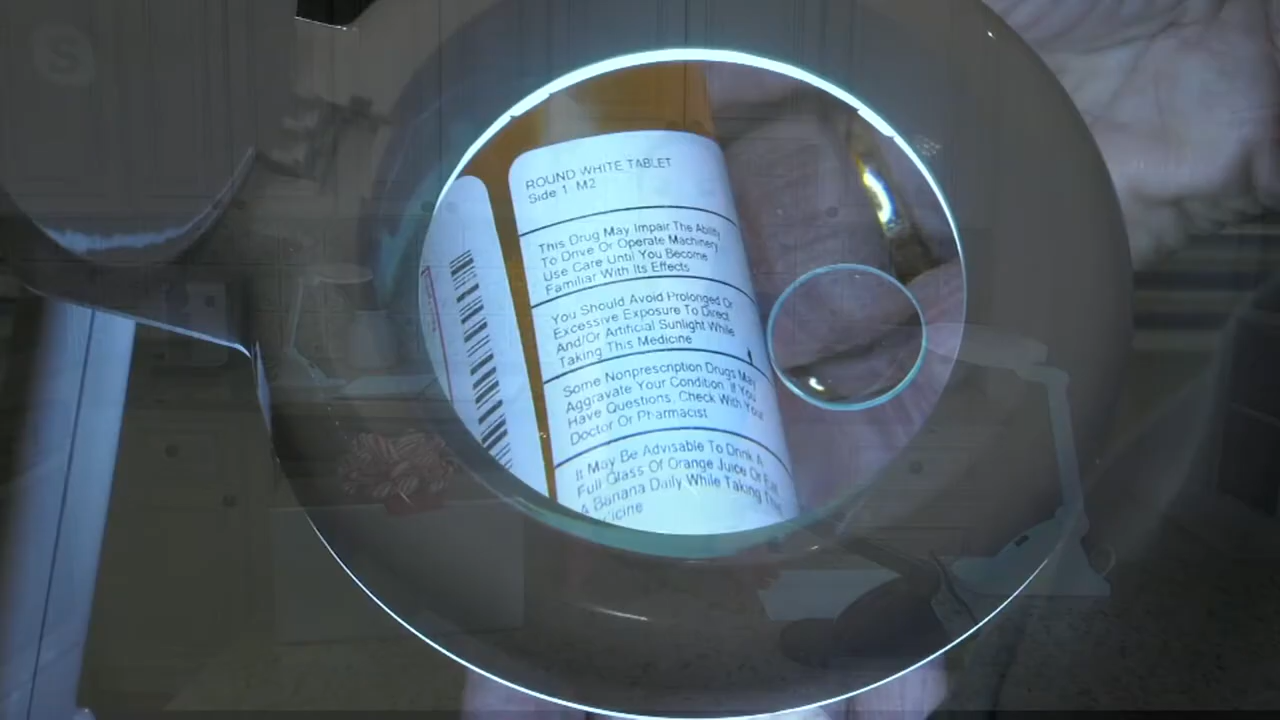 ROUND WHITE TABLET
Side 1 M2
This Drug May Impair The Ability
To Drive Or Operate Machinery
Use Care Until You Become
Familiar With Its Effects
You Should Avoid Prolonged Or
Excessive Exposure To Direct
And/Or Artificial Sunlight While
Taking This Medicine
Some Nonprescription Drugs May
Aggravate Your Condition If You
Have Questions, Check With Your
Doctor Or Pharmacist
It May Be Advisable To Drink A
Full Glass Of Orange Juice Or Eat
A Banana Daily While Taking This